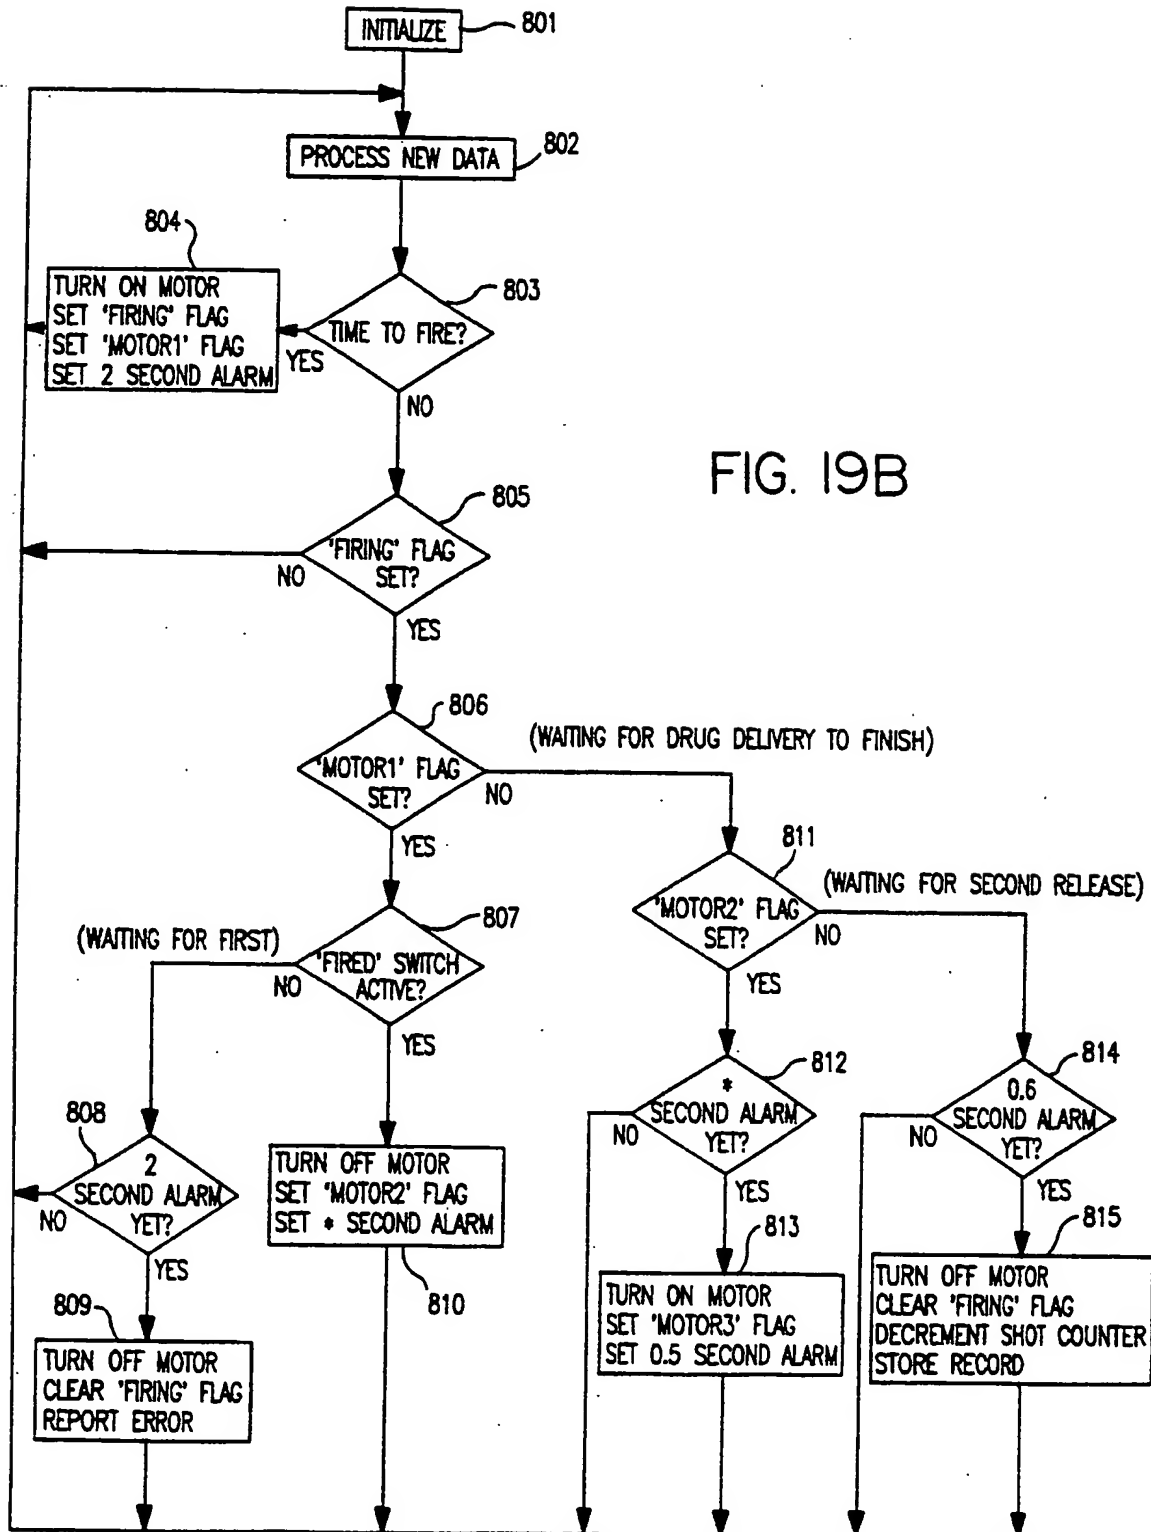 INITIALIZE
801
PROCESS NEW DATA
802
804
TURN ON MOTOR
SET 'FIRING' FLAG
SET 'MOTOR1' FLAG
SET 2 SECOND ALARM
803
TIME TO FIRE?
YES
NO
FIG. 19B
805
'FIRING' FLAG
SET?
NO
YES
806
'MOTOR1' FLAG
SET?
(WAITING FOR DRUG DELIVERY TO FINISH)
NO
YES
811
'MOTOR2' FLAG
SET?
(WAITING FOR SECOND RELEASE)
NO
YES
807
(WAITING FOR FIRST)
'FIRED' SWITCH
ACTIVE?
NO
YES
812
*
SECOND ALARM
YET?
NO
YES
814
0.6
SECOND ALARM
YET?
NO
YES
808
2
SECOND ALARM
YET?
NO
YES
TURN OFF MOTOR
SET 'MOTOR2' FLAG
SET * SECOND ALARM
810
813
TURN ON MOTOR
SET 'MOTOR3' FLAG
SET 0.5 SECOND ALARM
815
TURN OFF MOTOR
CLEAR 'FIRING' FLAG
DECREMENT SHOT COUNTER
STORE RECORD
809
TURN OFF MOTOR
CLEAR 'FIRING' FLAG
REPORT ERROR